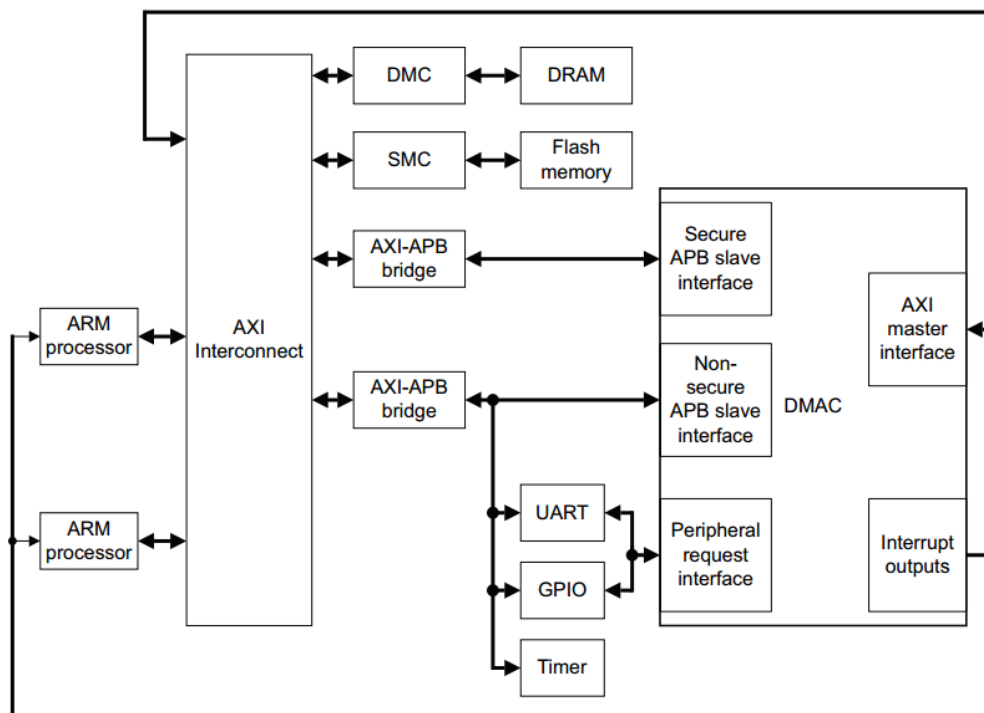 DMC
DRAM
SMC
Flash
memory
AXI-APB
bridge
Secure
APB slave
interface
AXI
master
interface
ARM
processor
AXI
Interconnect
AXI-APB
bridge
Non-
secure
APB slave
interface
DMAC
ARM
processor
UART
GPIO
Timer
Peripheral
request
interface
Interrupt
outputs